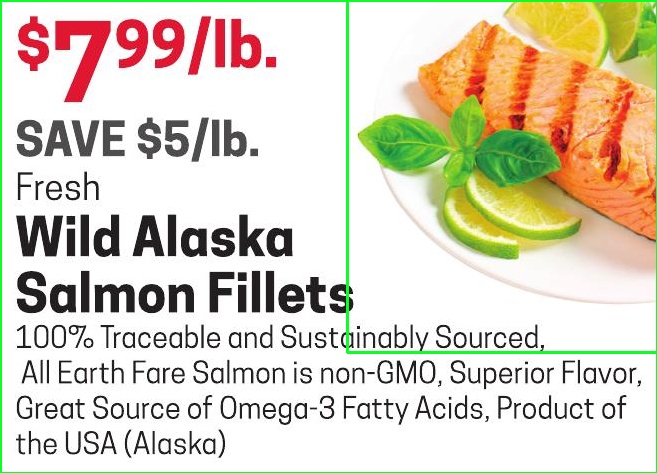 $7.99/lb.
SAVE $5/lb.
Fresh
Wild Alaska
Salmon Fillets
100% Traceable and Sustainably Sourced,
All Earth Fare Salmon is non-GMO, Superior Flavor,
Great Source of Omega-3 Fatty Acids, Product of
the USA (Alaska)